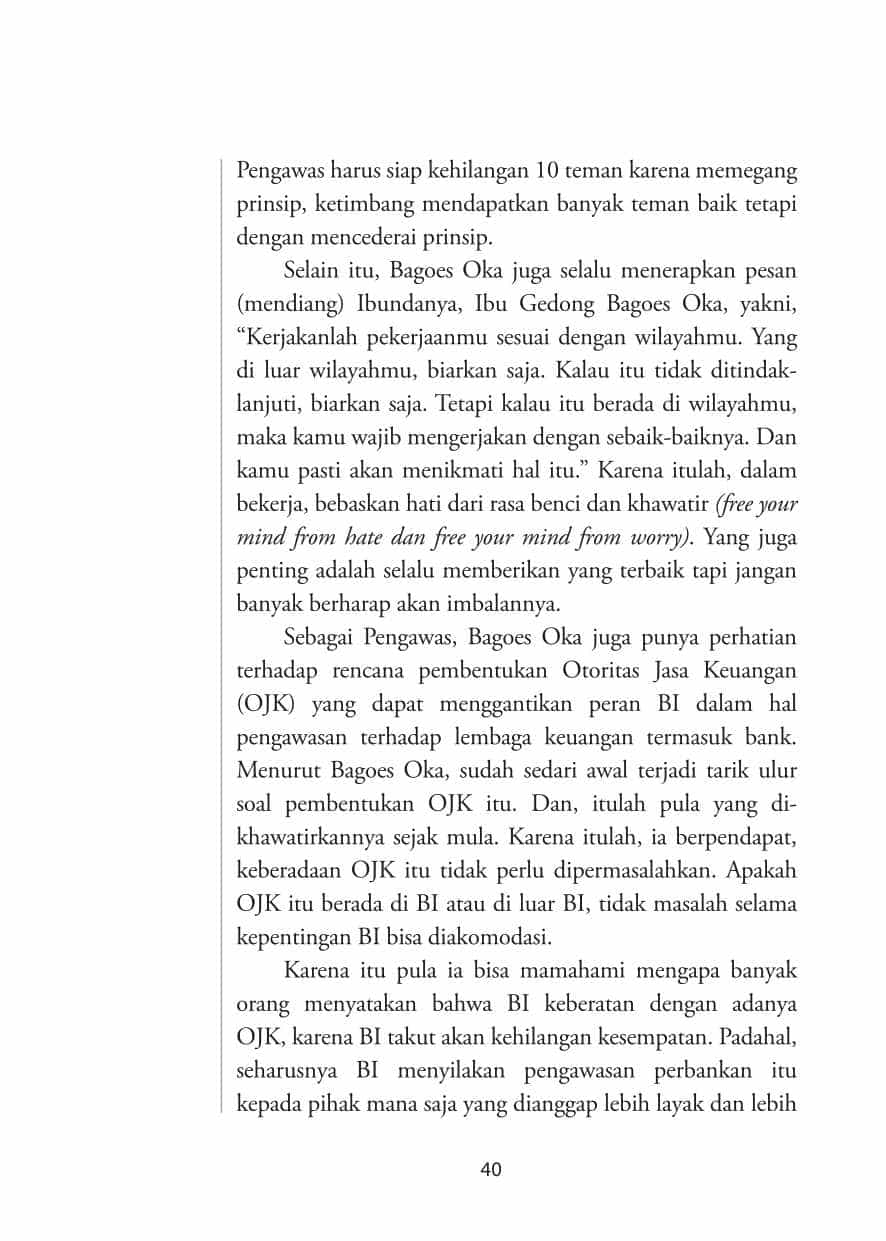 Pengawas harus siap kehilangan 10 teman karena memegang
prinsip, ketimbang mendapatkan banyak teman baik tetapi
dengan mencederai prinsip.
Selain itu, Bagoes Oka juga selalu menerapkan pesan
(mendiang) Ibundanya, Ibu Gedong Bagoes Oka, yakni,
“Kerjakanlah pekerjaanmu sesuai dengan wilayahmu. Yang
di luar wilayahmu, biarkan saja. Kalau itu tidak ditindak-
lanjuti, biarkan saja. Tetapi kalau itu berada di wilayahmu,
maka kamu wajib mengerjakan dengan sebaik-baiknya. Dan
kamu pasti akan menikmati hal itu.” Karena itulah, dalam
bekerja, bebaskan hati dari rasa benci dan khawatir (free your
mind from hate dan free your mind from worry). Yang juga
penting adalah selalu memberikan yang terbaik tapi jangan
banyak berharap akan imbalannya.
Sebagai Pengawas, Bagoes Oka juga punya perhatian
terhadap rencana pembentukan Otoritas Jasa Keuangan
(OJK) yang dapat menggantikan peran BI dalam hal
pengawasan terhadap lembaga keuangan termasuk bank.
Menurut Bagoes Oka, sudah sedari awal terjadi tarik ulur
soal pembentukan OJK itu. Dan, itulah pula yang di-
khawatirkannya sejak mula. Karena itulah, ia berpendapat,
keberadaan OJK itu tidak perlu dipermasalahkan. Apakah
OJK itu berada di BI atau di luar BI, tidak masalah selama
kepentingan BI bisa diakomodasi.
Karena itu pula ia bisa mamahami mengapa banyak
orang menyatakan bahwa BI keberatan dengan adanya
OJK, karena BI takut akan kehilangan kesempatan. Padahal,
seharusnya BI menyilakan pengawasan perbankan itu
kepada pihak mana saja yang dianggap lebih layak dan lebih
40